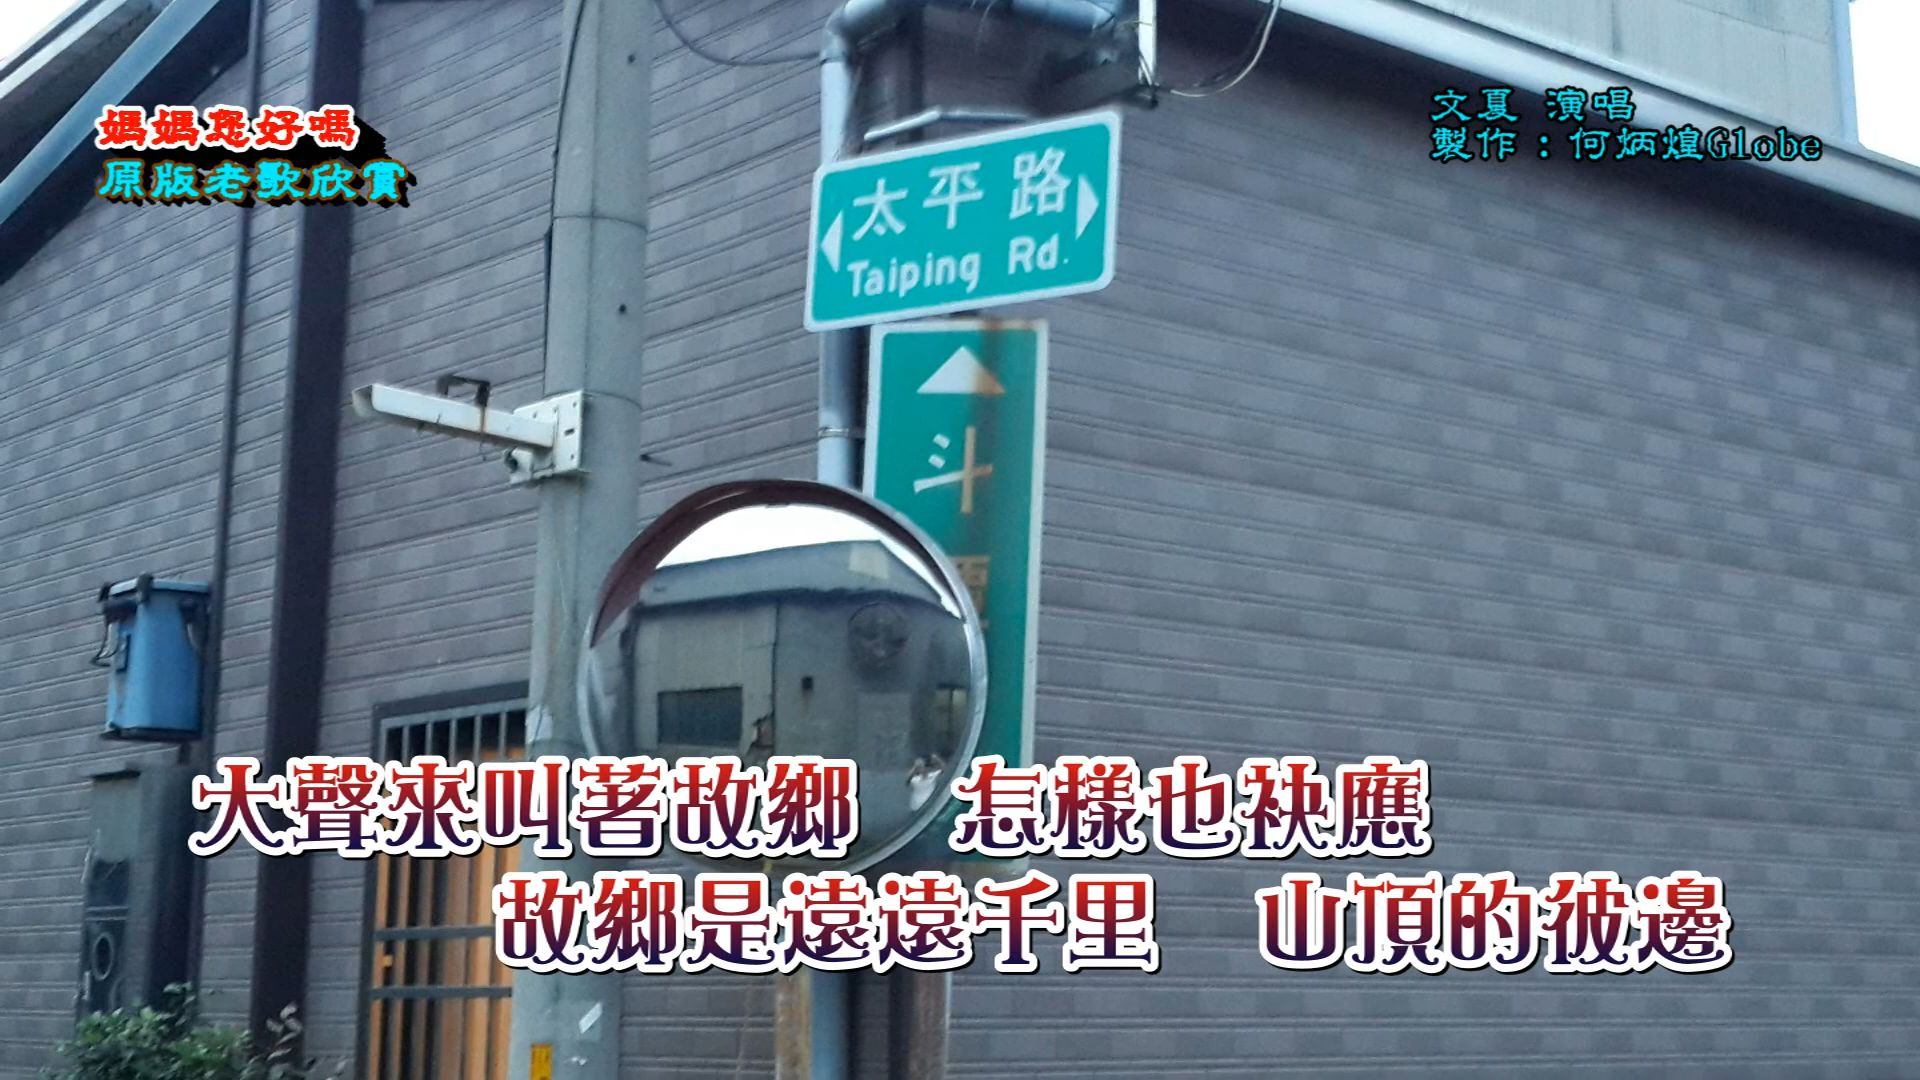 媽媽您好嗎
原版老歌欣賞
文夏 演唱
製作：何炳煌Globe
太平路
Taiping Rd.
斗
大聲來叫著故鄉 怎樣也袂應
故鄉是遠遠千里 山頂的彼邊